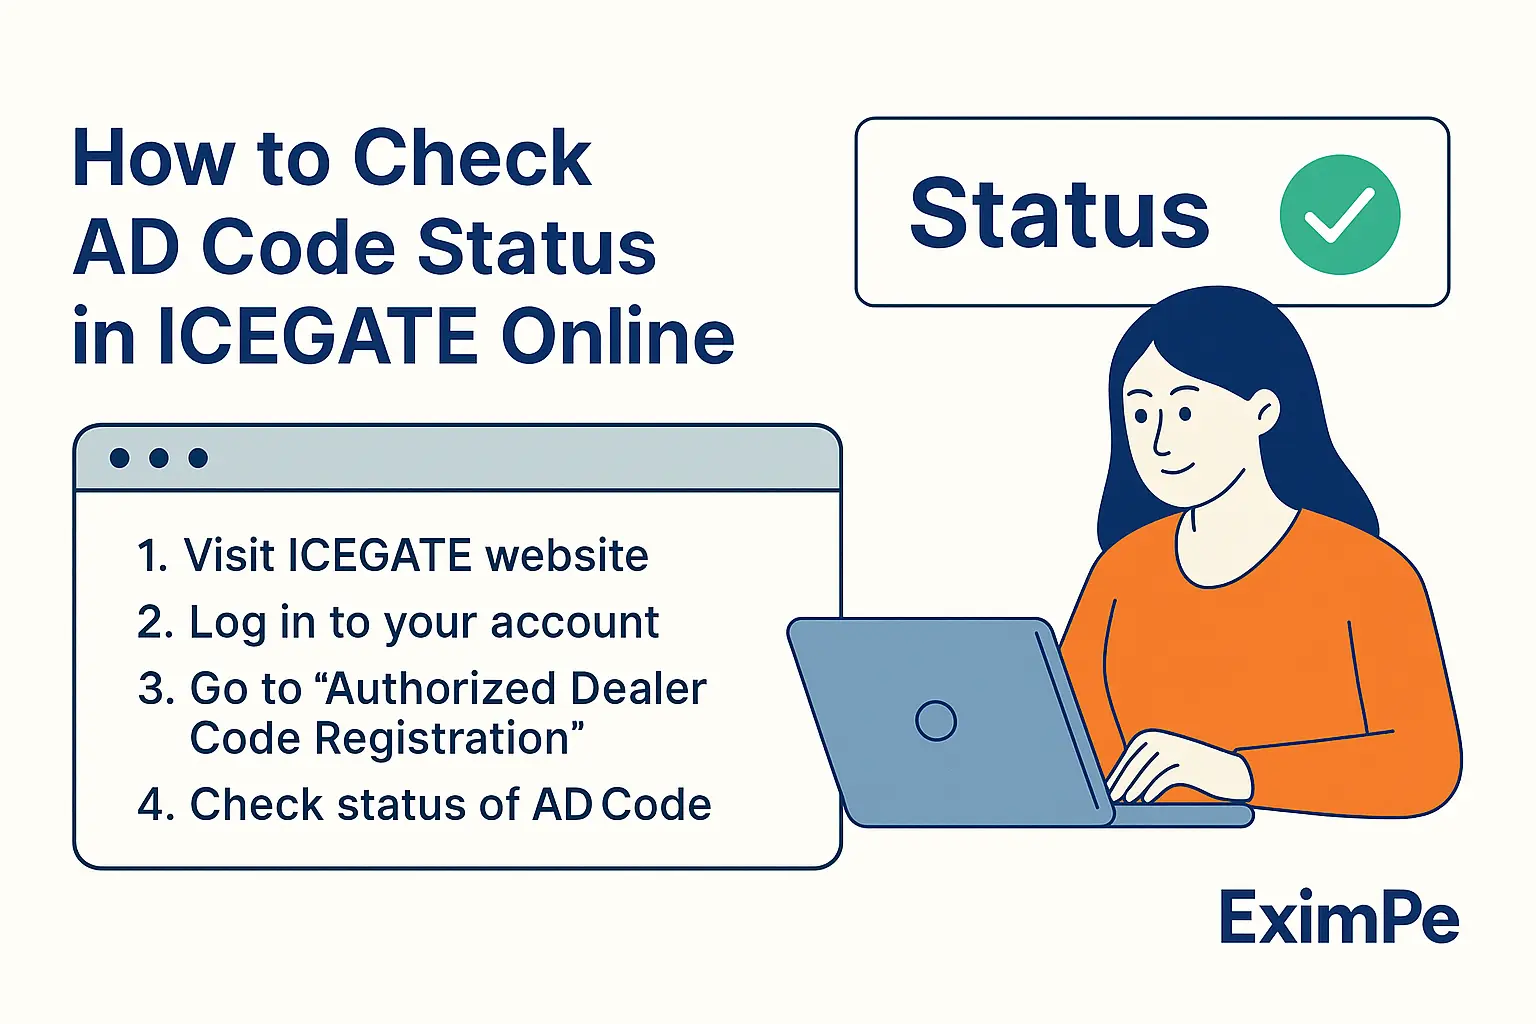 How to Check
AD Code Status
in ICEGATE Online
Status
1. Visit ICEGATE website
2. Log in to your account
3. Go to “Authorized Dealer
Code Registration”
4. Check status of AD Code
EximPe